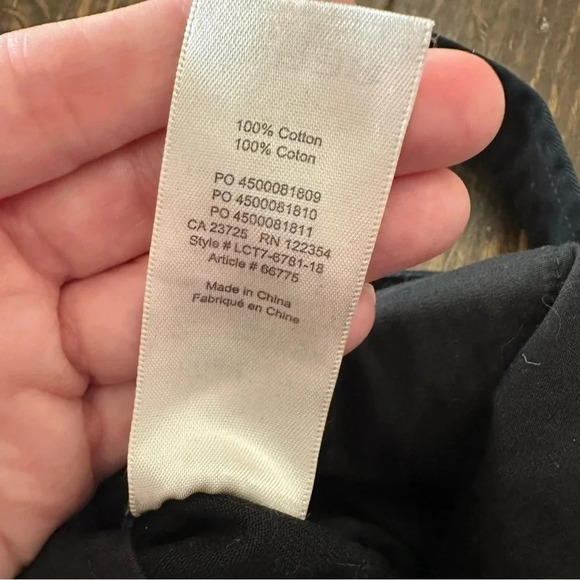 100% Cotton
100% Coton
PO 4500081809
PO 4500081810
PO 4500081811
CA 23725 RN 122354
Style # LCT7-6781-18
Article # 66775
Made in China
Fabriqué en Chine